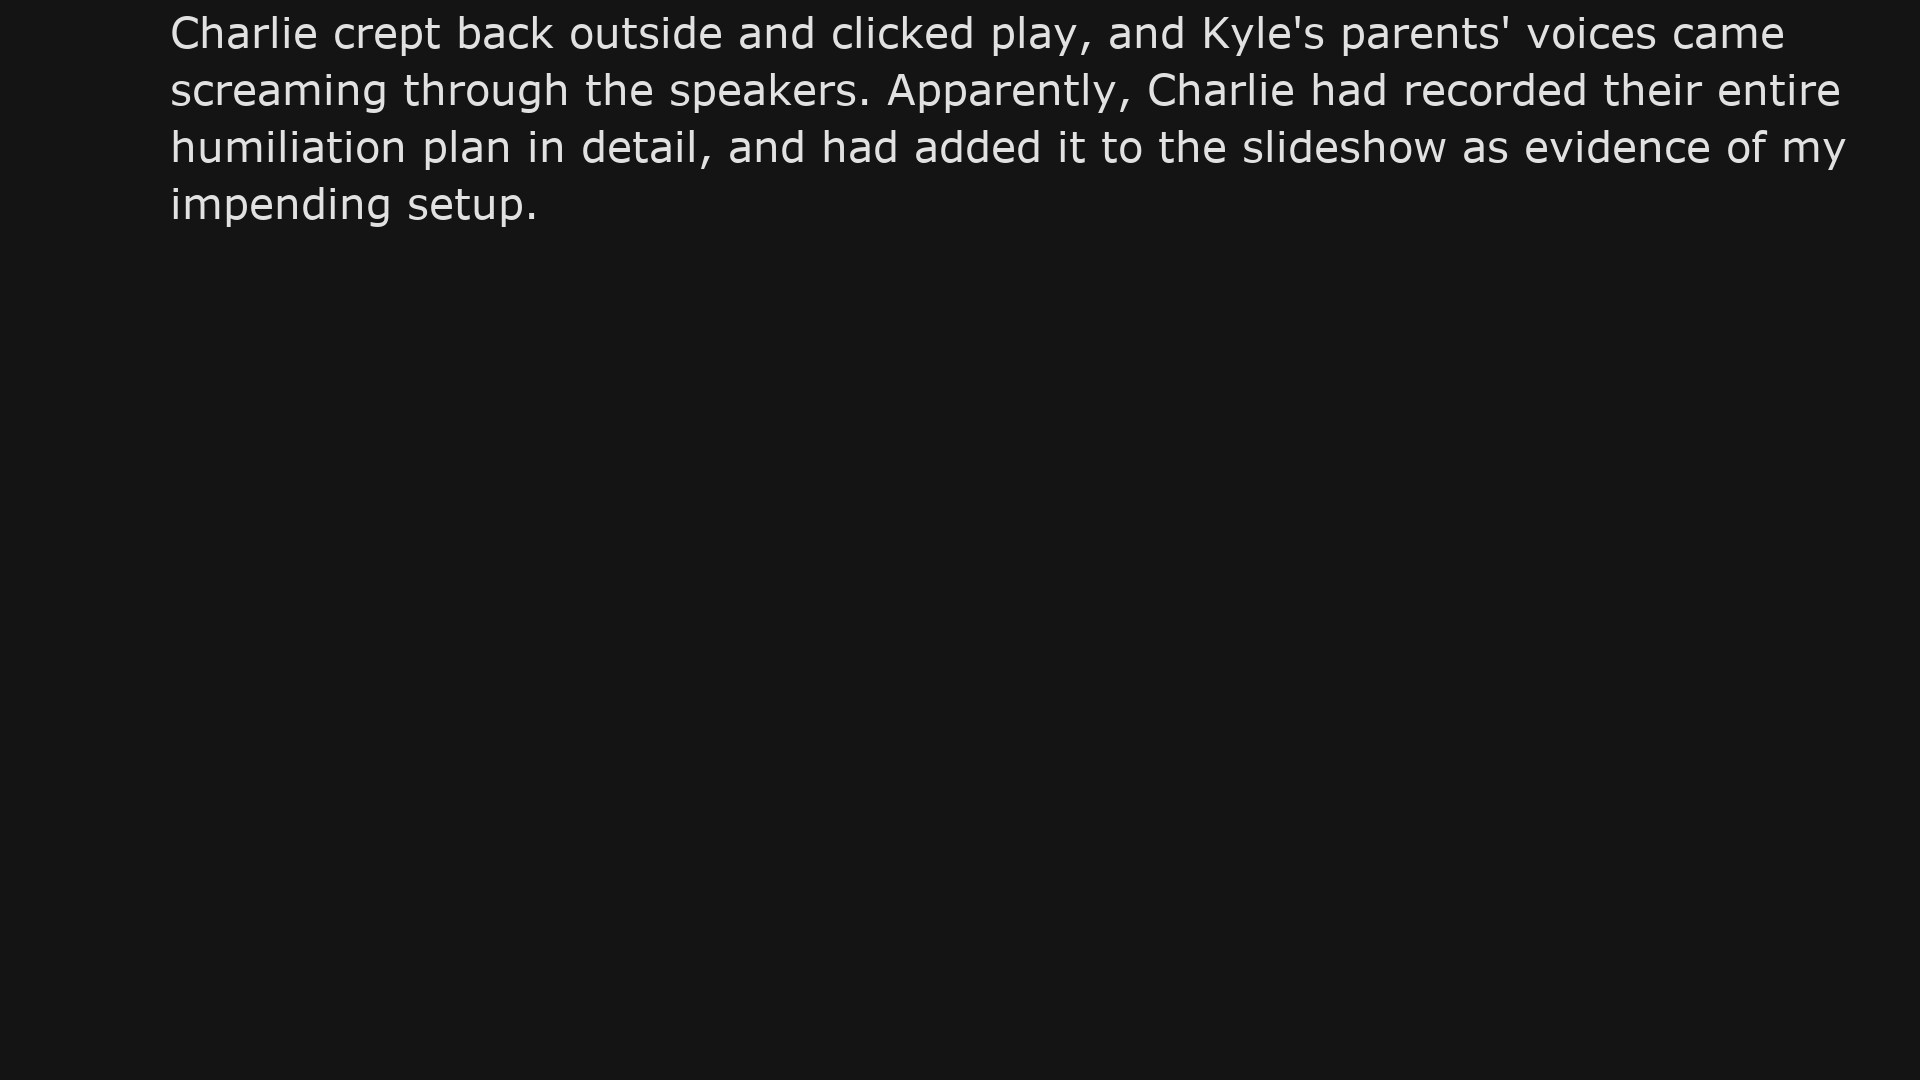 Charlie crept back outside and clicked play, and Kyle's parents' voices came
screaming through the speakers. Apparently, Charlie had recorded their entire
humiliation plan in detail, and had added it to the slideshow as evidence of my
impending setup.